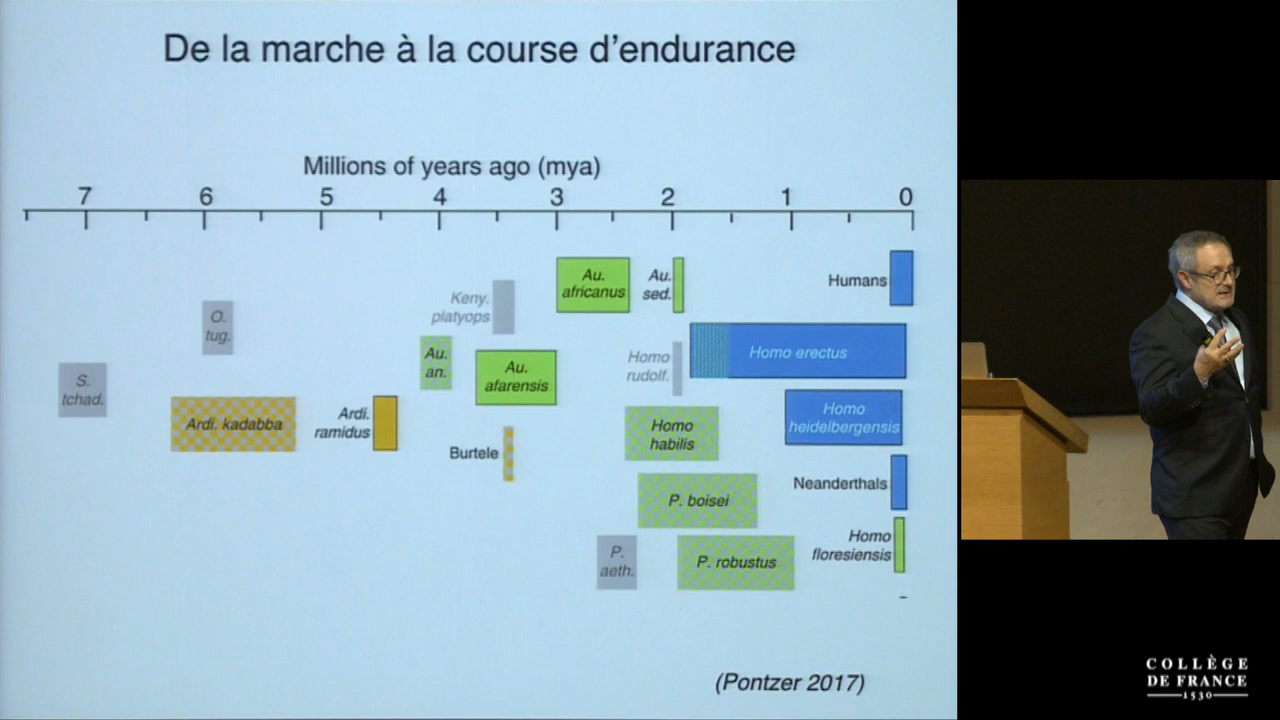 De la marche à la course d'endurance
Millions of years ago (mya)
7 6 5 4 3 2 1 0
Au.
africanus
Au.
sed.
Humans
Keny.
platyops
O.
tug.
Homo erectus
Au.
an.
Au.
afarensis
Homo
rudolf.
S.
tchad.
Ardi. kadabba
Ardi.
ramidus
Homo
habilis
Homo
heidelbergensis
Burtele
P. boisei
Neanderthals
P.
aeth.
P. robustus
Homo
floresiensis
(Pontzer 2017)
COLLÈGE
DE FRANCE
1530